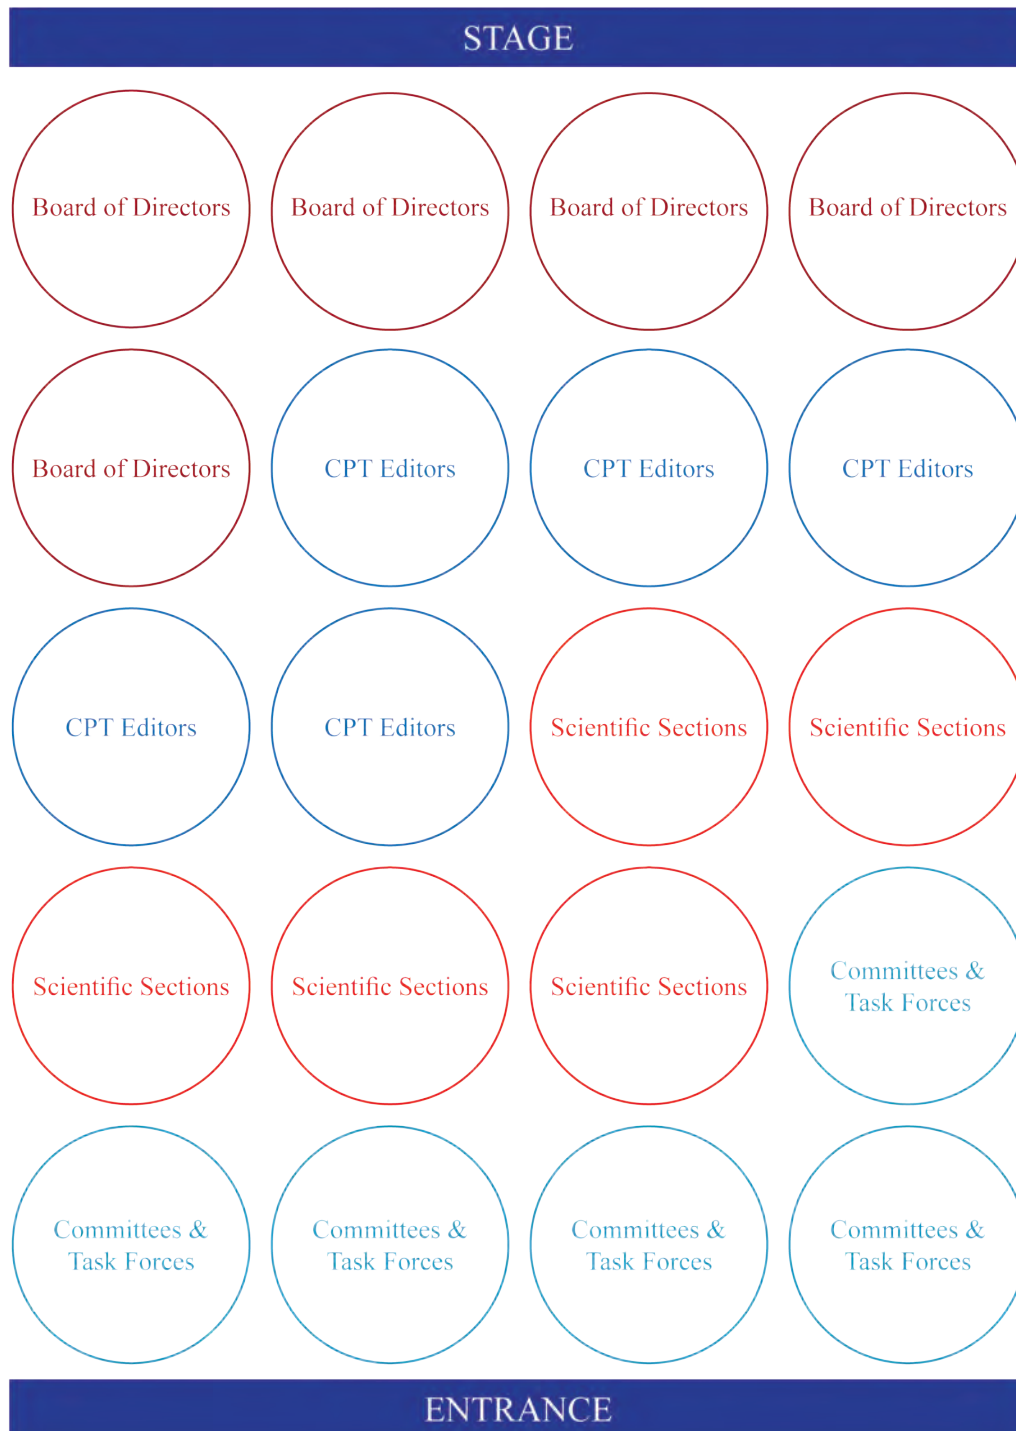 STAGE
Board of Directors
Board of Directors
Board of Directors
Board of Directors
Board of Directors
CPT Editors
CPT Editors
CPT Editors
CPT Editors
CPT Editors
Scientific Sections
Scientific Sections
Scientific Sections
Scientific Sections
Scientific Sections
Committees &
Task Forces
Committees &
Task Forces
Committees &
Task Forces
Committees &
Task Forces
Committees &
Task Forces
ENTRANCE